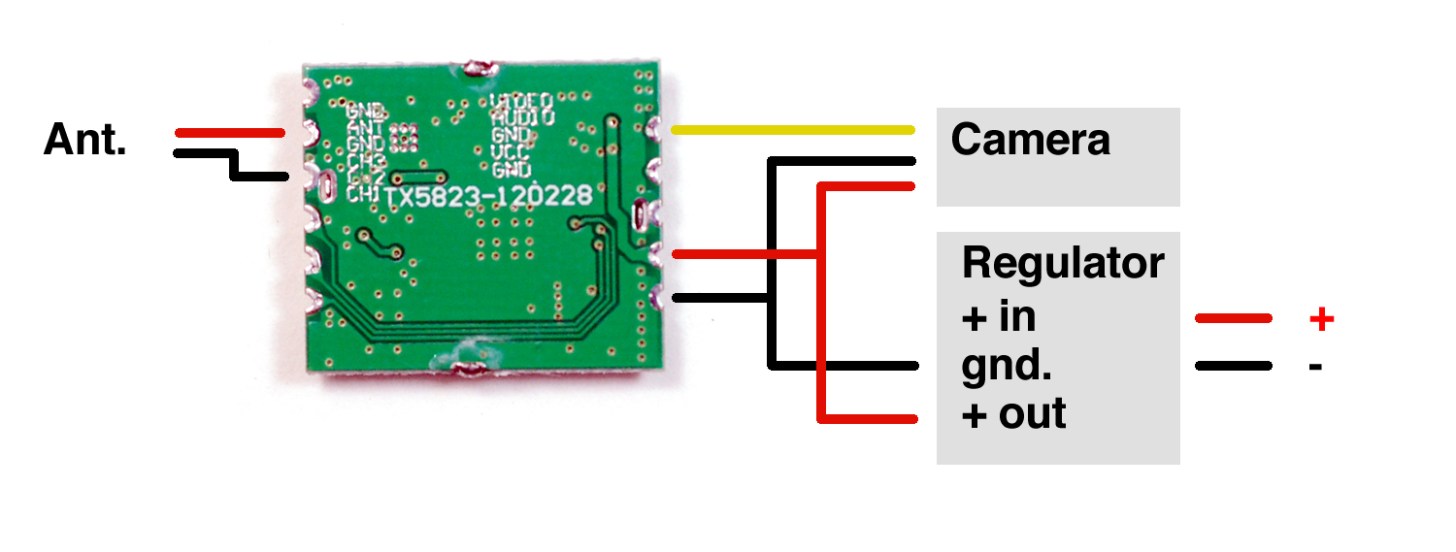 Ant.
GND
ANT
GND
CH3
CH2
CH1
VIDEO
AUDIO
GND
VCC
GND
TX5823-120228
Camera
Regulator
+ in
gnd.
+ out
+
-